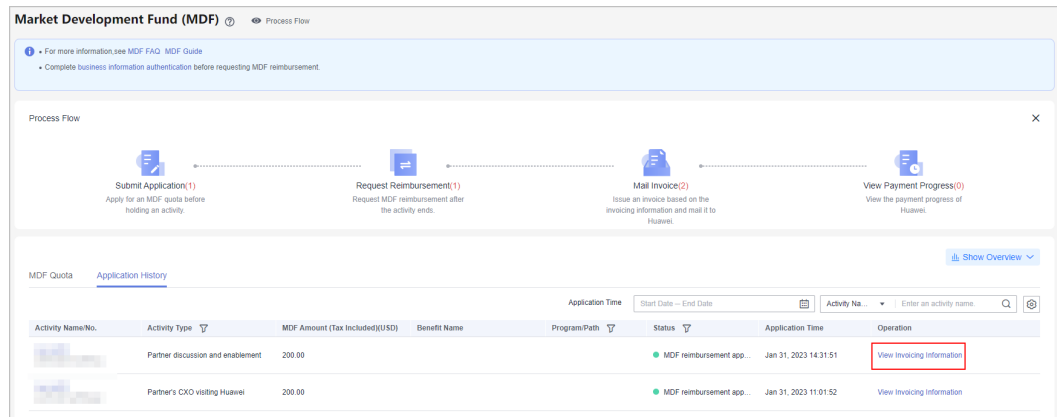 Market Development Fund (MDF) Process Flow
• For more information,see MDF FAQ MDF Guide
• Complete business information authentication before requesting MDF reimbursement.
Process Flow
Submit Application(1)
Apply for an MDF quota before
holding an activity.
Request Reimbursement(1)
Request MDF reimbursement after
the activity ends.
Mail Invoice(2)
Issue an invoice based on the
invoicing information and mail it to
Huawei.
View Payment Progress(0)
View the payment progress of
Huawei.
Show Overview
MDF Quota Application History
Application Time Start Date -- End Date Activity Na... Enter an activity name.
Activity Name/No. Activity Type MDF Amount (Tax Included)(USD) Benefit Name Program/Path Status Application Time Operation
Partner discussion and enablement 200.00 MDF reimbursement app... Jan 31, 2023 14:31:51 View Invoicing Information
Partner's CXO visiting Huawei 200.00 MDF reimbursement app... Jan 31, 2023 11:01:52 View Invoicing Information